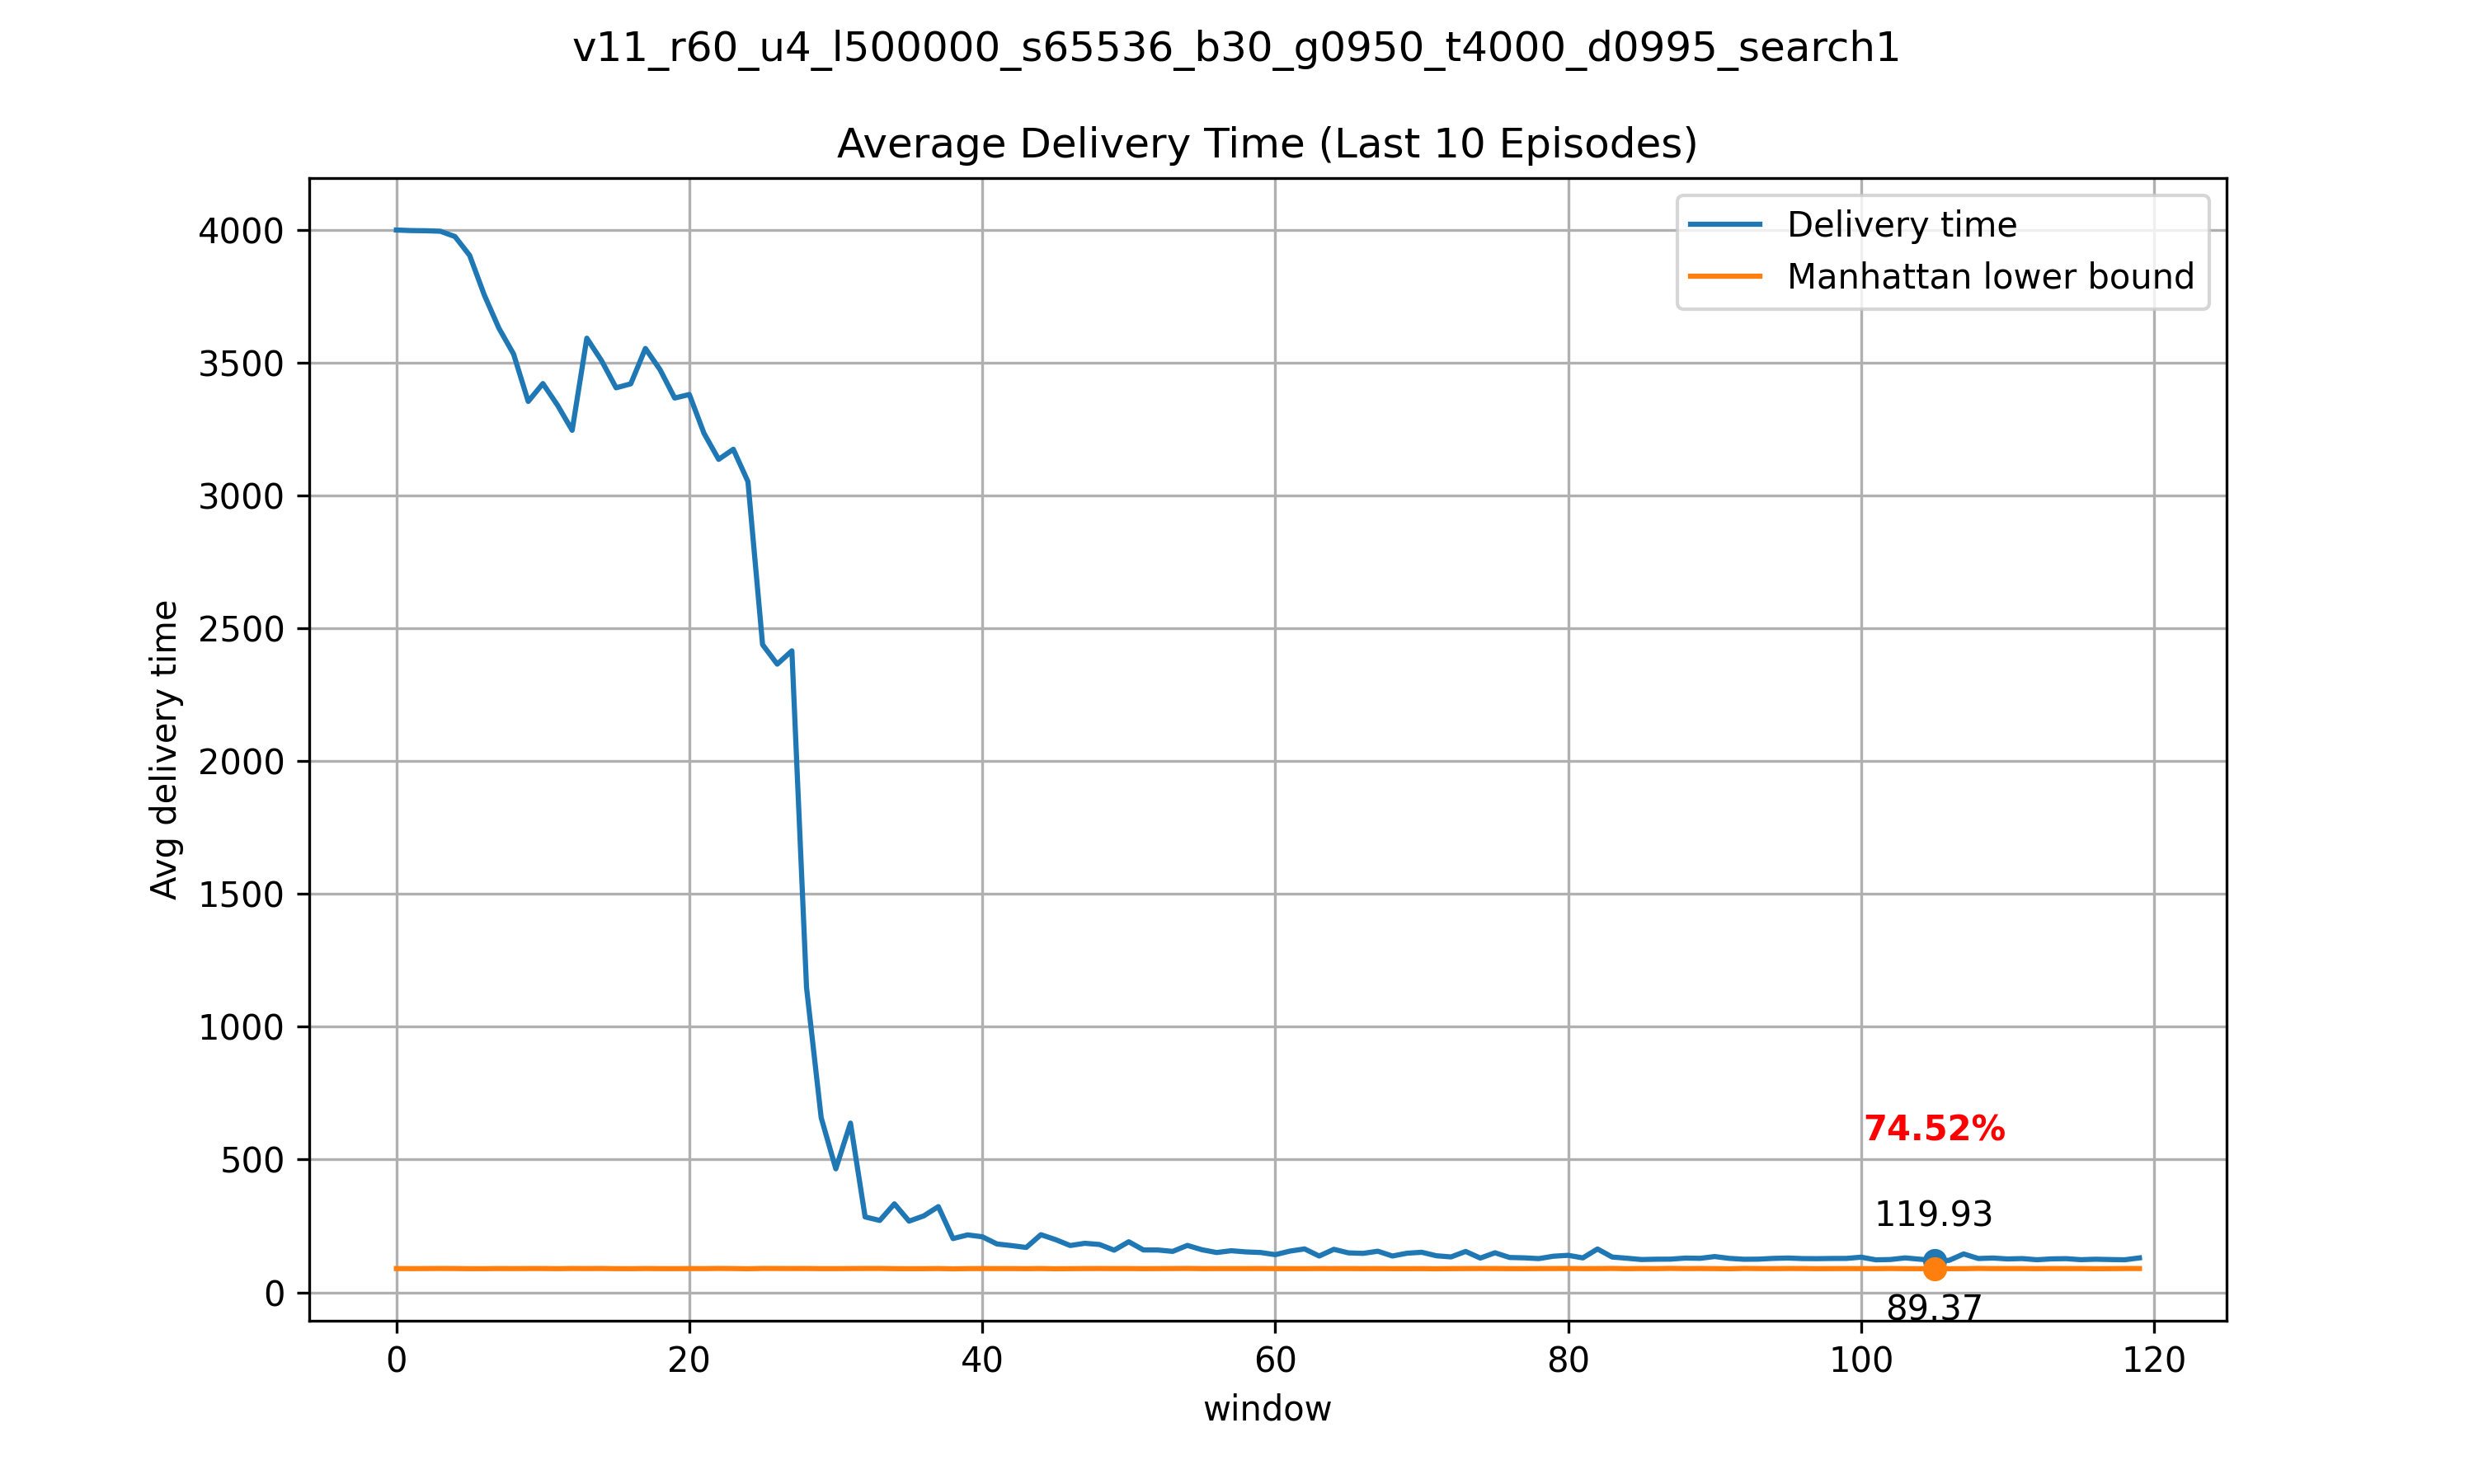 v11_r60_u4_l500000_s65536_b30_g0950_t4000_d0995_search1
Average Delivery Time (Last 10 Episodes)
Delivery time
Manhattan lower bound
4000
3500
3000
2500
2000
1500
1000
500
0
Avg delivery time
74.52%
119.93
89.37
0 20 40 60 80 100 120
window